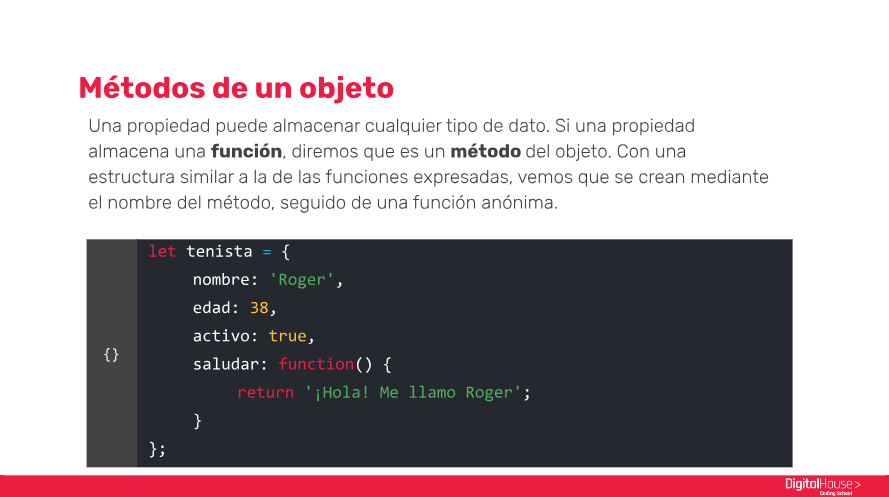 Métodos de un objeto
Una propiedad puede almacenar cualquier tipo de dato. Si una propiedad
almacena una función, diremos que es un método del objeto. Con una
estructura similar a la de las funciones expresadas, vemos que se crean mediante
el nombre del método, seguido de una función anónima.
let tenista = {
nombre: 'Roger',
edad: 38,
activo: true,
{}
saludar: function() {
return '¡Hola! Me llamo Roger';
}
};
DigitalHouse>
Coding School